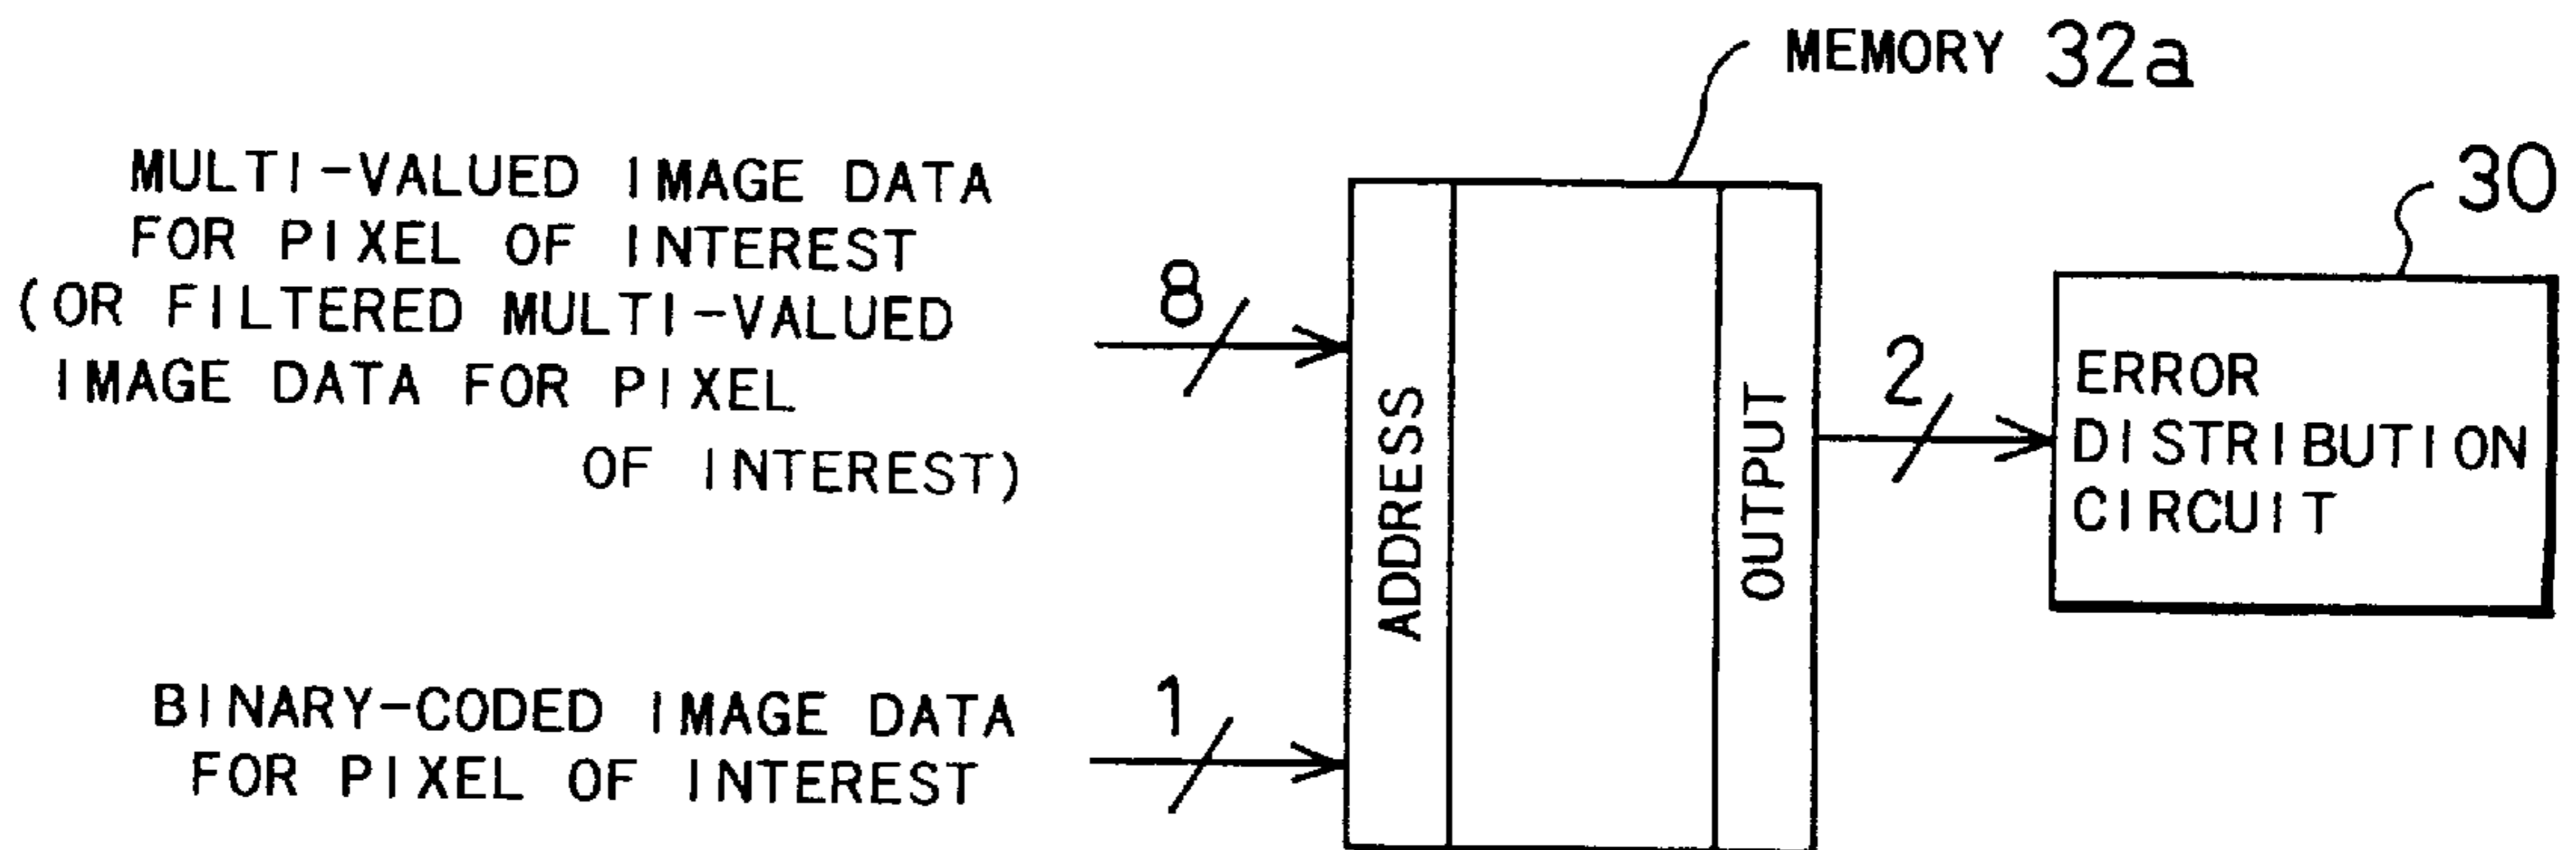 MEMORY 32a
MULTI-VALUED IMAGE DATA
FOR PIXEL OF INTEREST
(OR FILTERED MULTI-VALUED
IMAGE DATA FOR PIXEL
OF INTEREST)
8
BINARY-CODED IMAGE DATA
FOR PIXEL OF INTEREST
1
ADDRESS
OUTPUT
2
30
ERROR
DISTRIBUTION
CIRCUIT